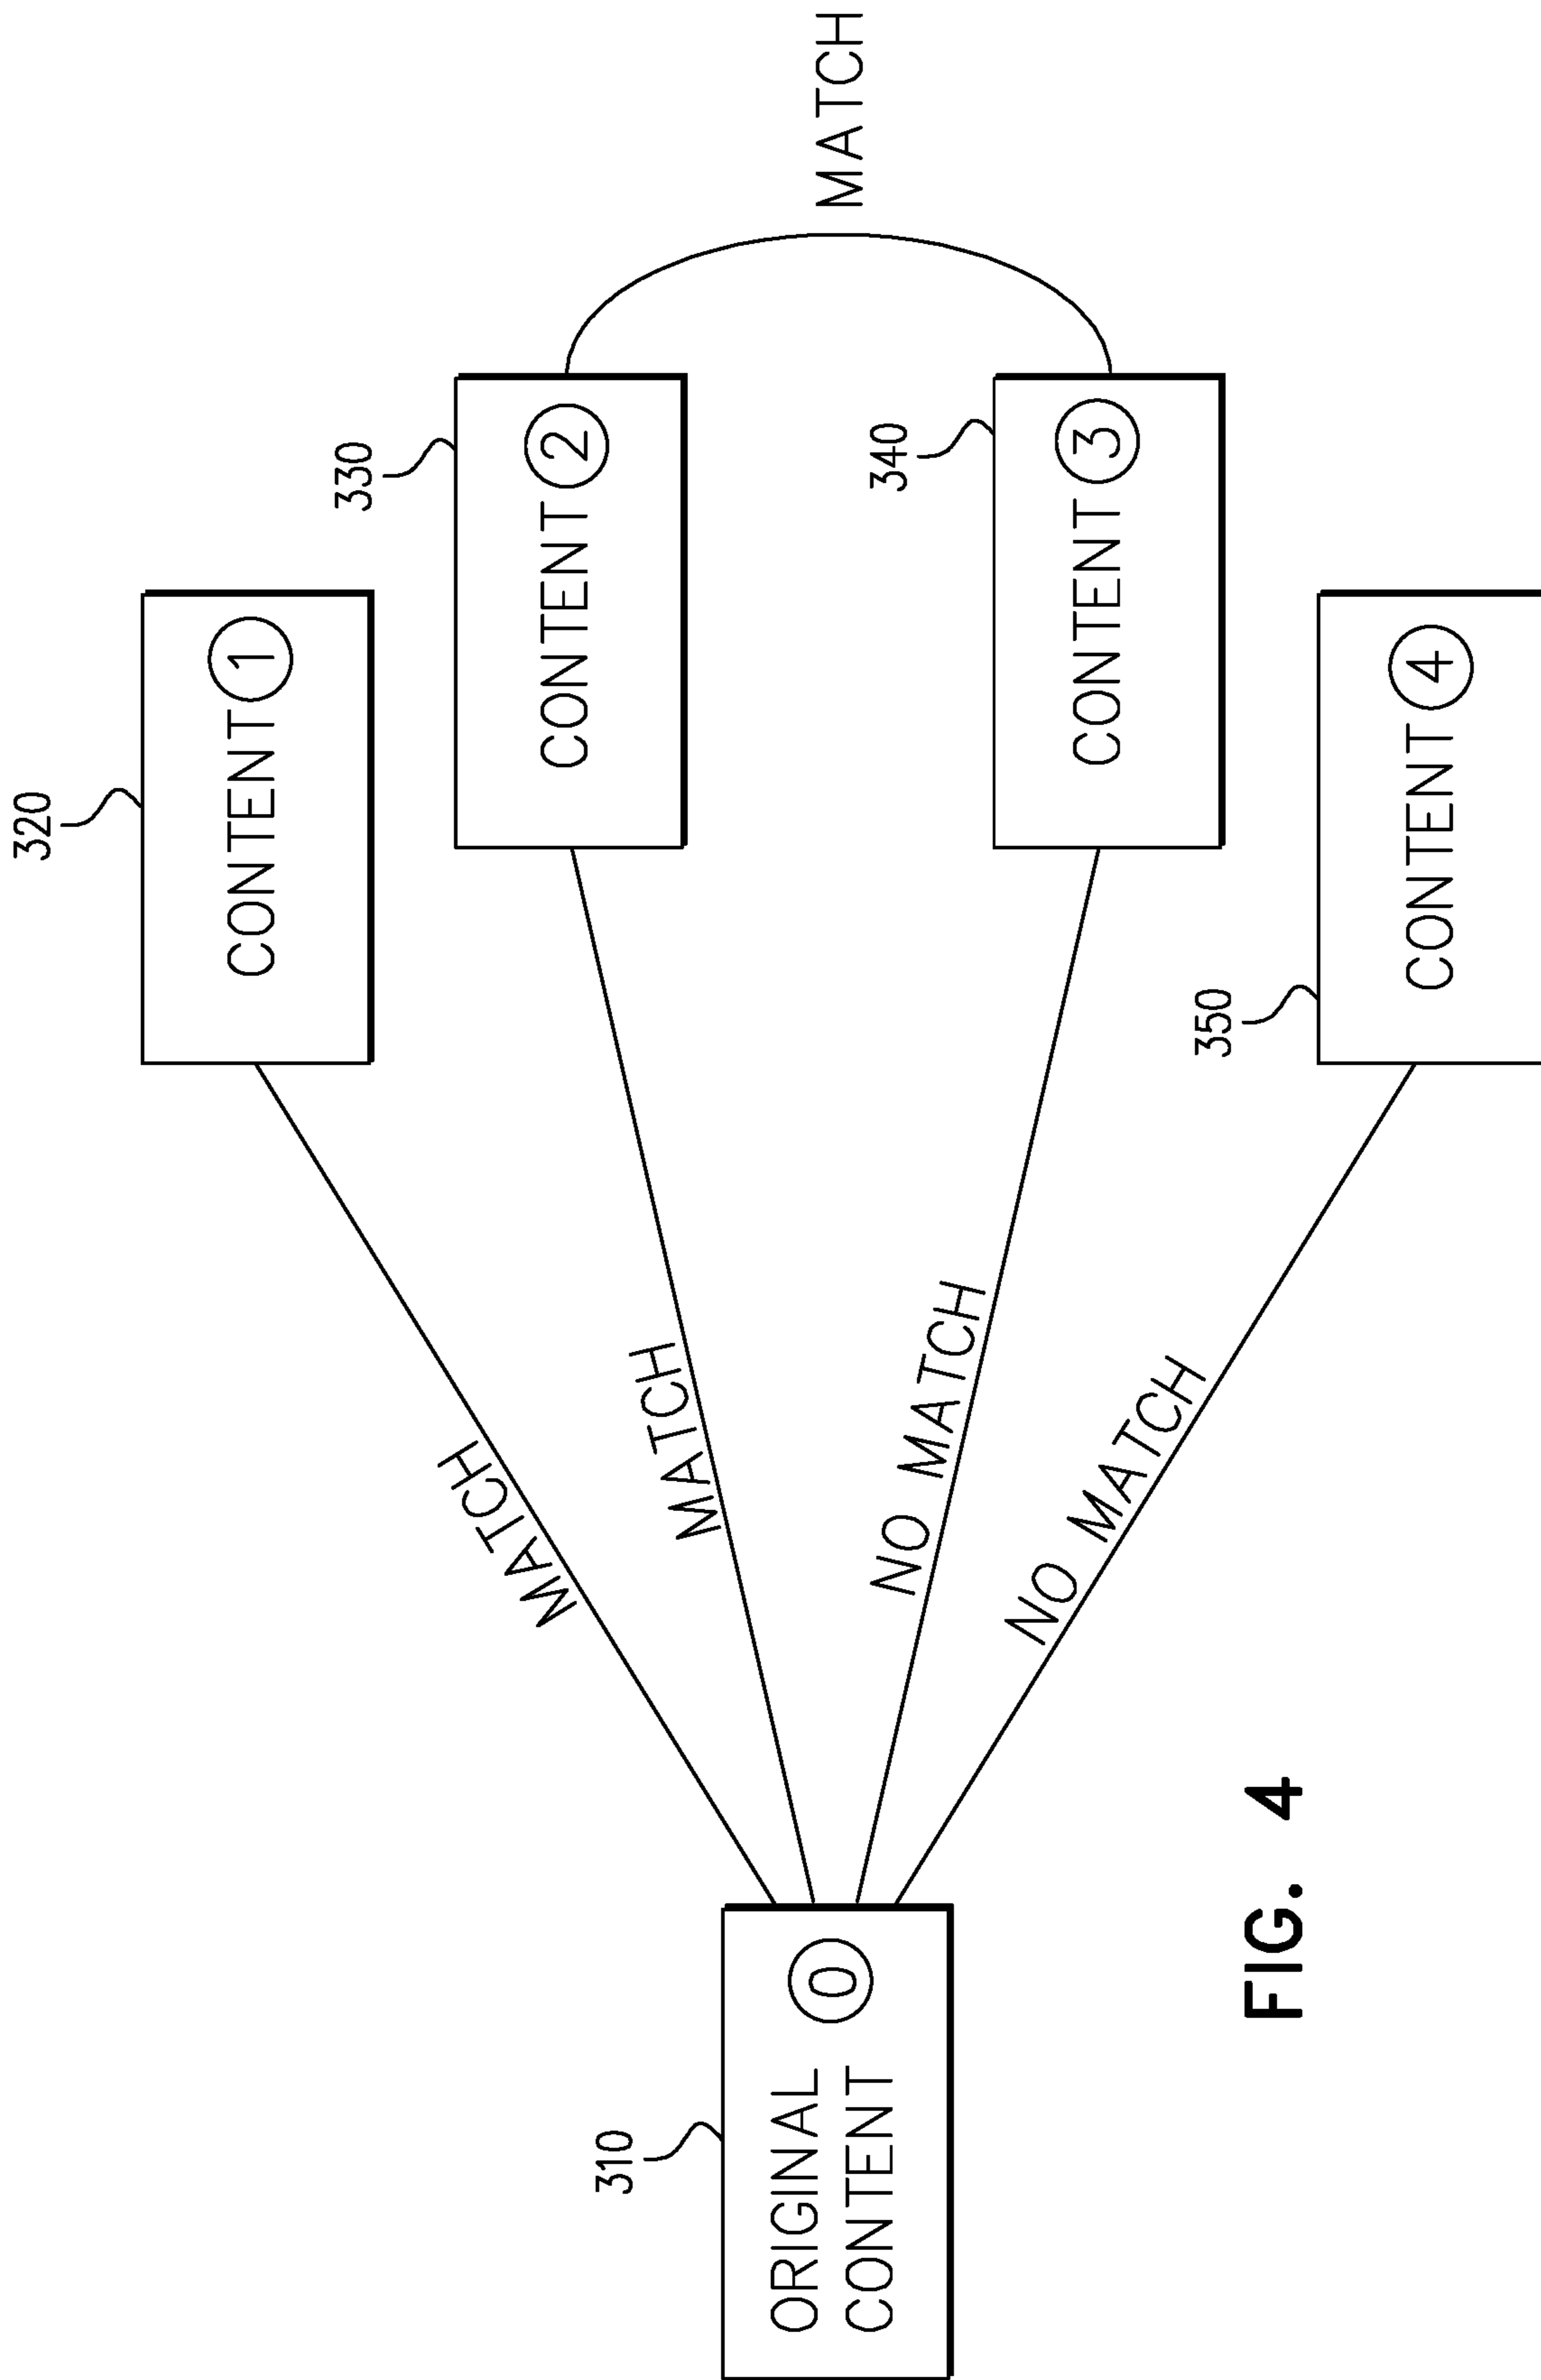 320
CONTENT 1
330
CONTENT 2
MATCH
340
CONTENT 3
350
CONTENT 4
MATCH
MATCH
NO MATCH
NO MATCH
310
ORIGINAL
CONTENT
0
FIG. 4